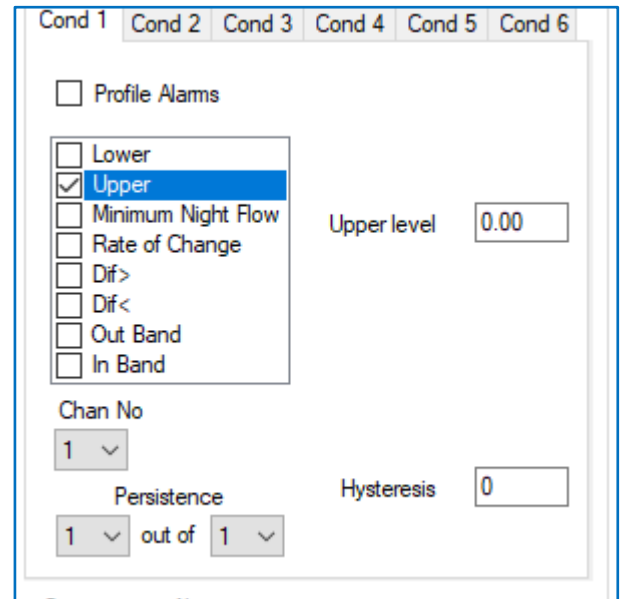 Cond 1 Cond 2 Cond 3 Cond 4 Cond 5 Cond 6
Profile Alarms
Lower
Upper
Minimum Night Flow
Rate of Change
Dif>
Dif<
Out Band
In Band
Upper level 0.00
Chan No
1
Persistence
1 out of 1
Hysteresis 0